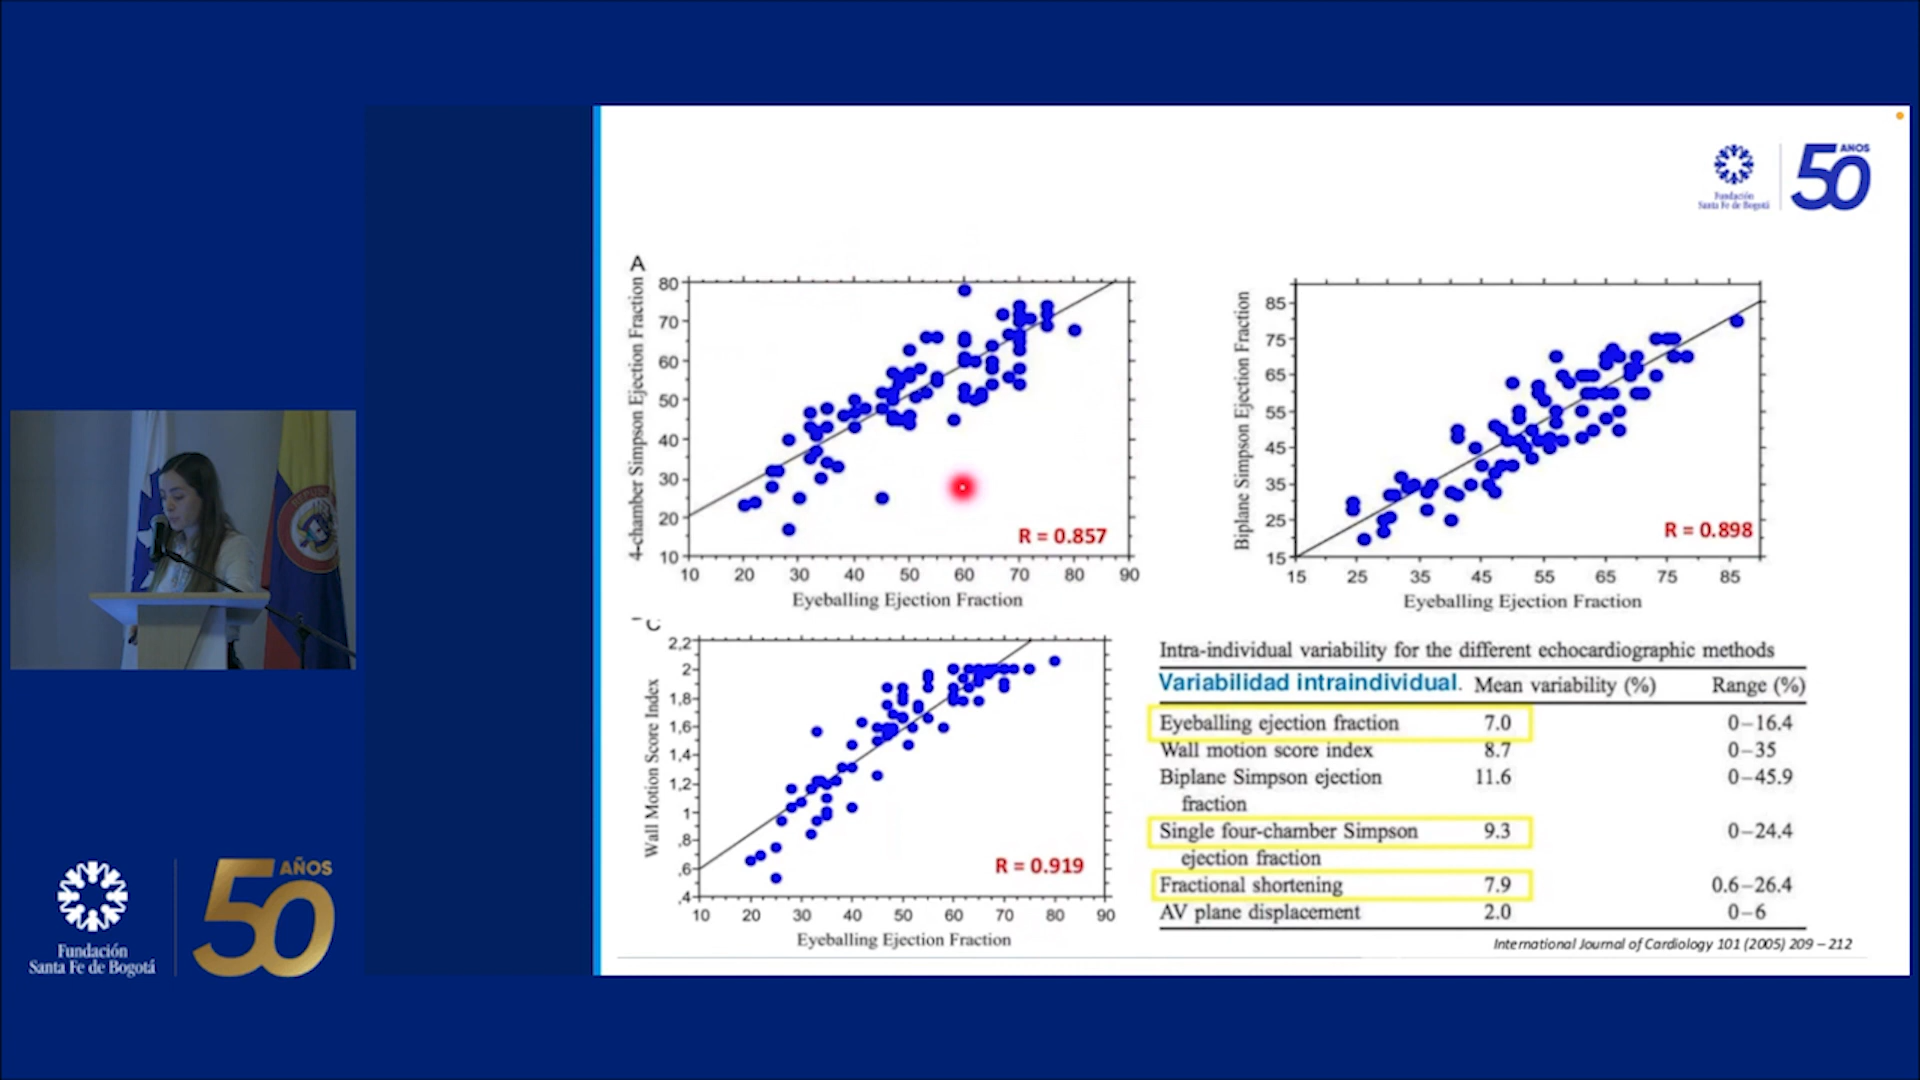 AÑOS
50
Fundación
Santa Fe de Bogotá
A
4-chamber Simpson Ejection Fraction
80
70
60
50
40
30
20
10
R = 0.857
10 20 30 40 50 60 70 80 90
Eyeballing Ejection Fraction
Biplane Simpson Ejection Fraction
85
75
65
55
45
35
25
15
R = 0.898
15 25 35 45 55 65 75 85
Eyeballing Ejection Fraction
C
Wall Motion Score Index
2,2
2
1,8
1,6
1,4
1,2
1
,8
,6
,4
R = 0.919
10 20 30 40 50 60 70 80 90
Eyeballing Ejection Fraction
Intra-individual variability for the different echocardiographic methods
Variabilidad intraindividual. Mean variability (%) Range (%)
Eyeballing ejection fraction 7.0 0–16.4
Wall motion score index 8.7 0–35
Biplane Simpson ejection 11.6 0–45.9
fraction
Single four-chamber Simpson 9.3 0–24.4
ejection fraction
Fractional shortening 7.9 0.6–26.4
AV plane displacement 2.0 0–6
International Journal of Cardiology 101 (2005) 209 – 212
AÑOS
50
Fundación
Santa Fe de Bogotá